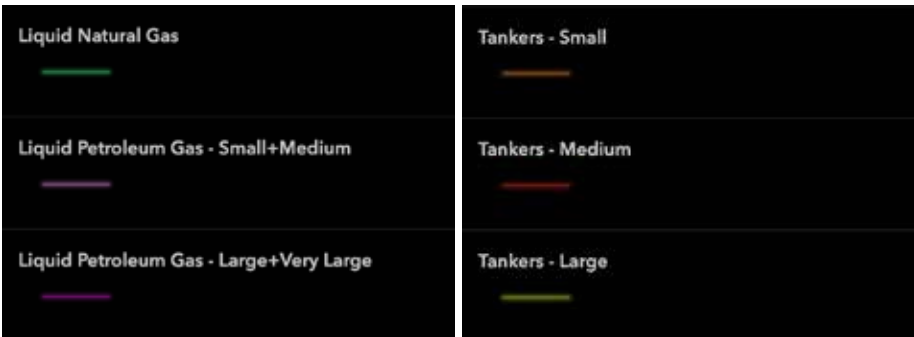 Liquid Natural Gas
Liquid Petroleum Gas - Small+Medium
Liquid Petroleum Gas - Large+Very Large
Tankers - Small
Tankers - Medium
Tankers - Large